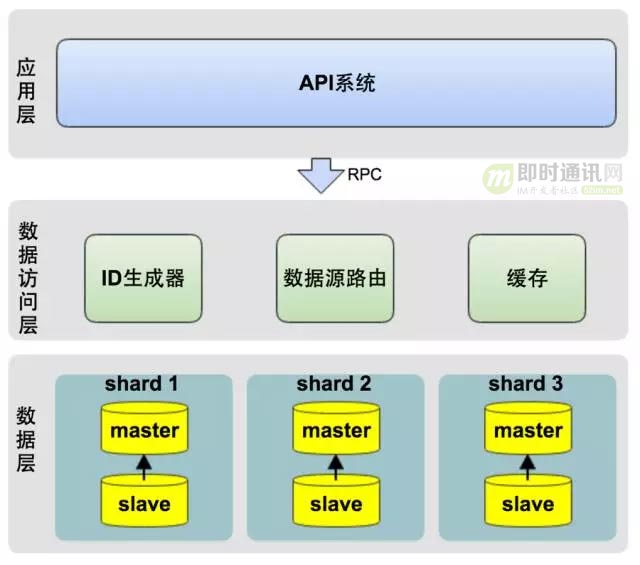 应用层
API系统
RPC
即时通讯网
IM开发者社区 52im.net
数据访问层
ID生成器
数据源路由
缓存
数据层
shard 1
shard 2
shard 3
master
master
master
slave
slave
slave